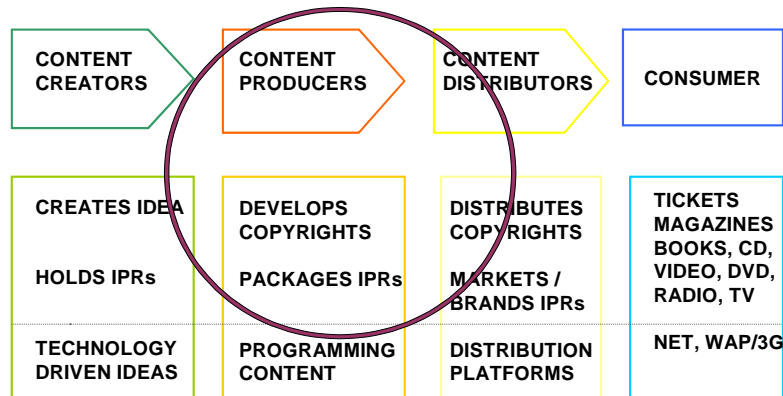 CONTENT
CREATORS
CONTENT
PRODUCERS
CONTENT
DISTRIBUTORS
CONSUMER
CREATES IDEA
HOLDS IPRs
TECHNOLOGY
DRIVEN IDEAS
DEVELOPS
COPYRIGHTS
PACKAGES IPRs
PROGRAMMING
CONTENT
DISTRIBUTES
COPYRIGHTS
MARKETS /
BRANDS IPRs
DISTRIBUTION
PLATFORMS
TICKETS
MAGAZINES
BOOKS, CD,
VIDEO, DVD,
RADIO, TV
NET, WAP/3G